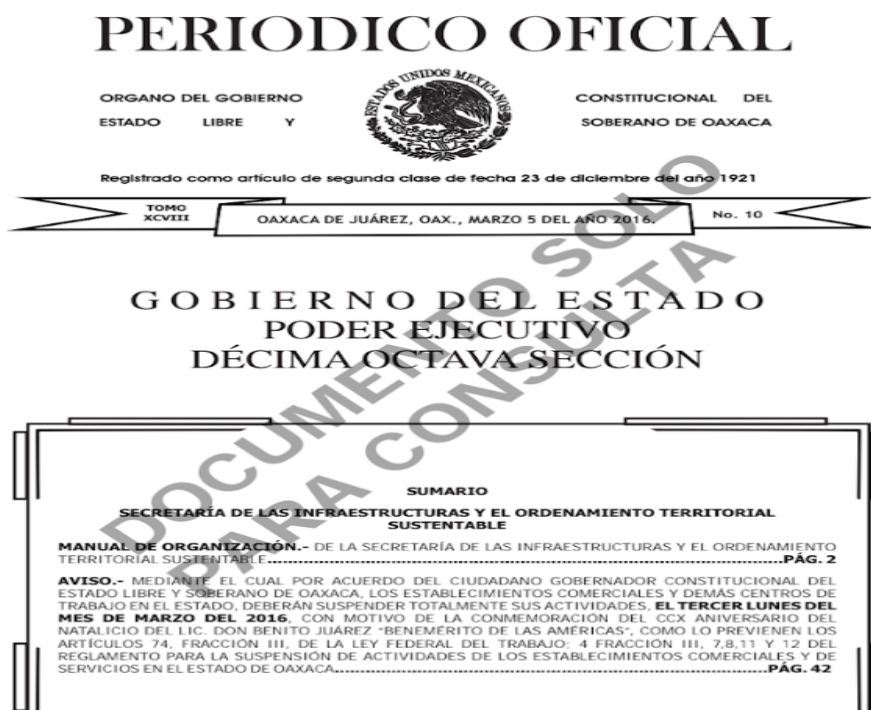 PERIODICO OFICIAL
ORGANO DEL GOBIERNO
ESTADO LIBRE Y
ESTADOS UNIDOS MEXICANOS
CONSTITUCIONAL DEL
SOBERANO DE OAXACA
Registrado como artículo de segunda clase de fecha 23 de diciembre del año 1921
TOMO
XCVIII
OAXACA DE JUÁREZ, OAX., MARZO 5 DEL AÑO 2016.
No. 10
GOBIERNO DEL ESTADO
PODER EJECUTIVO
DÉCIMA OCTAVA SECCIÓN
DOCUMENTO SOLO
PARA CONSULTA
SUMARIO
SECRETARÍA DE LAS INFRAESTRUCTURAS Y EL ORDENAMIENTO TERRITORIAL
SUSTENTABLE
MANUAL DE ORGANIZACIÓN.- DE LA SECRETARÍA DE LAS INFRAESTRUCTURAS Y EL ORDENAMIENTO
TERRITORIAL SUSTENTABLE....PÁG. 2
AVISO.- MEDIANTE EL CUAL POR ACUERDO DEL CIUDADANO GOBERNADOR CONSTITUCIONAL DEL
ESTADO LIBRE Y SOBERANO DE OAXACA, LOS ESTABLECIMIENTOS COMERCIALES Y DEMÁS CENTROS DE
TRABAJO EN EL ESTADO, DEBERÁN SUSPENDER TOTALMENTE SUS ACTIVIDADES, EL TERCER LUNES DEL
MES DE MARZO DEL 2016, CON MOTIVO DE LA CONMEMORACIÓN DEL CCX ANIVERSARIO DEL
NATALICIO DEL LIC. DON BENITO JUÁREZ "BENEMÉRITO DE LAS AMÉRICAS", COMO LO PREVIENEN LOS
ARTÍCULOS 74, FRACCIÓN III, DE LA LEY FEDERAL DEL TRABAJO; 4 FRACCIÓN III, 7,8,11 Y 12 DEL
REGLAMENTO PARA LA SUSPENSIÓN DE ACTIVIDADES DE LOS ESTABLECIMIENTOS COMERCIALES Y DE
SERVICIOS EN EL ESTADO DE OAXACA....PÁG. 42